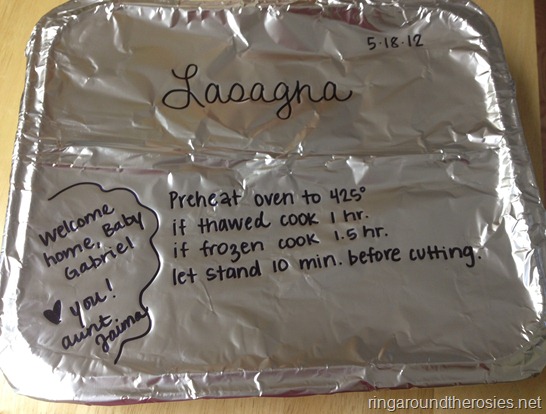 5-18-12
Lasagna
Preheat oven to 425°
if thawed cook 1 hr.
if frozen cook 1.5 hr.
let stand 10 min. before cutting.
Welcome
home, Baby
Gabriel
♥ you!
aunt
Jaima
ringaroundtherosies.net